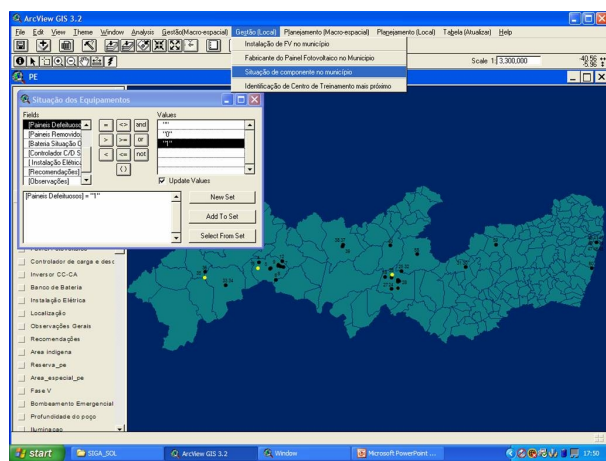 ArcView GIS 3.2
File Edit View Theme Window Analysis Gestão(Macro-espacial) Gestão (Local) Planejamento (Macro-espacial) Planejamento (Local) Tabela (Atualizar) Help
Instalação de FV no município
Fabricante do Painel Fotovoltaico no Município
Situação de componente no município
Identificação de Centro de Treinamento mais próximo
Scale 1: 3,300,000
-40.56
-5.96
PE
Situação dos Equipamentos
Fields
Values
[Paineis Defeituoso
[Paineis Removido
[Bateria Situação 0
[Controlador C/D S
[ Instalação Elétrica
[Recomendações]
[Observações]
= <> and
> >= or
< <= not
( )
""
"0"
"1"
Update Values
[Paineis Defeituosos] = "1"
New Set
Add To Set
Select From Set
Controlador de carga e desc
Inversor CC-CA
Banco de Bateria
Instalação Elétrica
Localização
Observações Gerais
Recomendações
Area Indigena
Reserva_pe
Area_especial_pe
Fase V
Bombeamento Emergencial
Profundidade do poço
Iluminacao
start
SIGA_SOL
ArcView GIS 3.2
Window
Microsoft PowerPoint ...
17:50